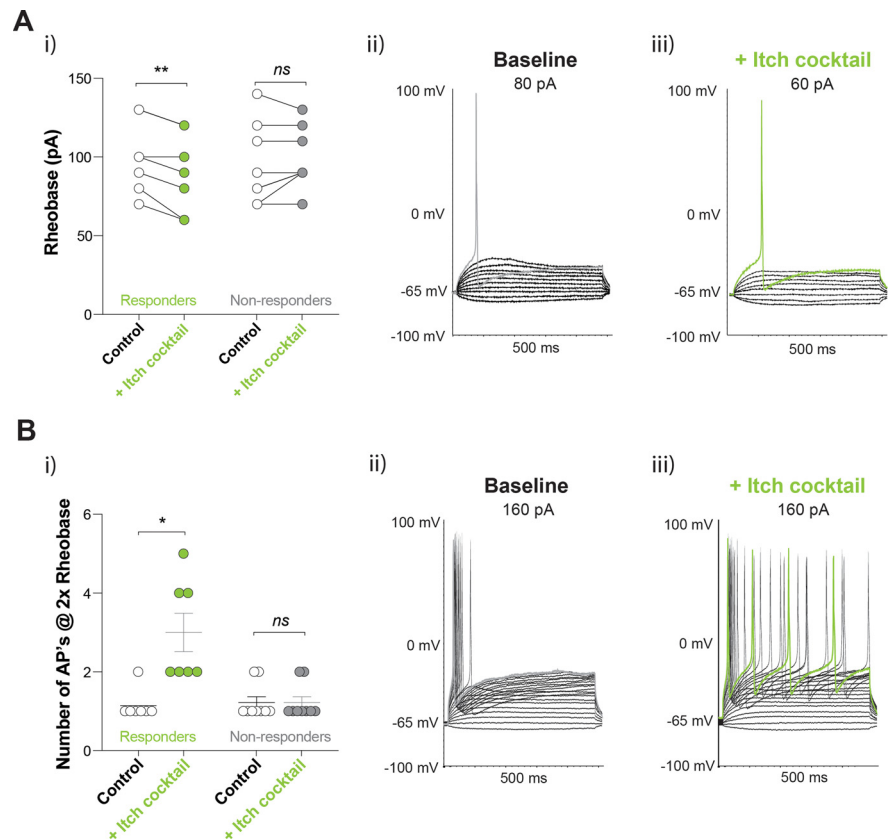 A
i)
**
ns
150
100
50
0
Rheobase (pA)
Responders
Non-responders
Control
+ Itch cocktail
Control
+ Itch cocktail
ii)
Baseline
80 pA
100 mV
0 mV
-65 mV
-100 mV
500 ms
iii)
+ Itch cocktail
60 pA
100 mV
0 mV
-65 mV
-100 mV
500 ms
B
i)
*
ns
6
4
2
0
Number of AP's @ 2x Rheobase
Responders
Non-responders
Control
+ Itch cocktail
Control
+ Itch cocktail
ii)
Baseline
160 pA
100 mV
0 mV
-65 mV
-100 mV
500 ms
iii)
+ Itch cocktail
160 pA
100 mV
0 mV
-65 mV
-100 mV
500 ms